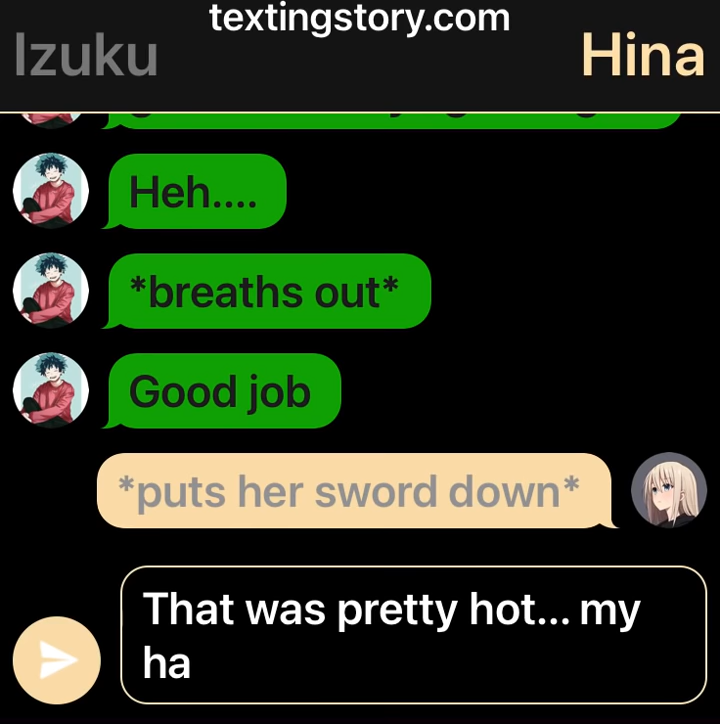 textingstory.com
Izuku
Hina
Heh....
*breaths out*
Good job
*puts her sword down*
That was pretty hot... my
ha